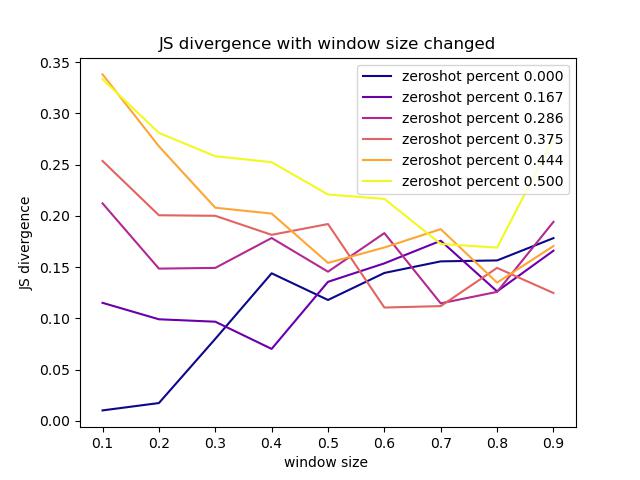 JS divergence with window size changed
0.35
0.30
0.25
0.20
0.15
0.10
0.05
0.00
JS divergence
zeroshot percent 0.000
zeroshot percent 0.167
zeroshot percent 0.286
zeroshot percent 0.375
zeroshot percent 0.444
zeroshot percent 0.500
0.1 0.2 0.3 0.4 0.5 0.6 0.7 0.8 0.9
window size